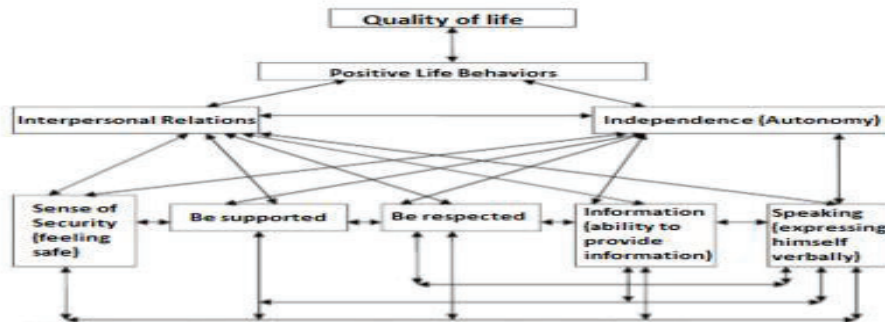 Quality of life
Positive Life Behaviors
Interpersonal Relations
Independence (Autonomy)
Sense of
Security
(feeling
safe)
Be supported
Be respected
Information
(ability to
provide
information)
Speaking
(expressing
himself
verbally)